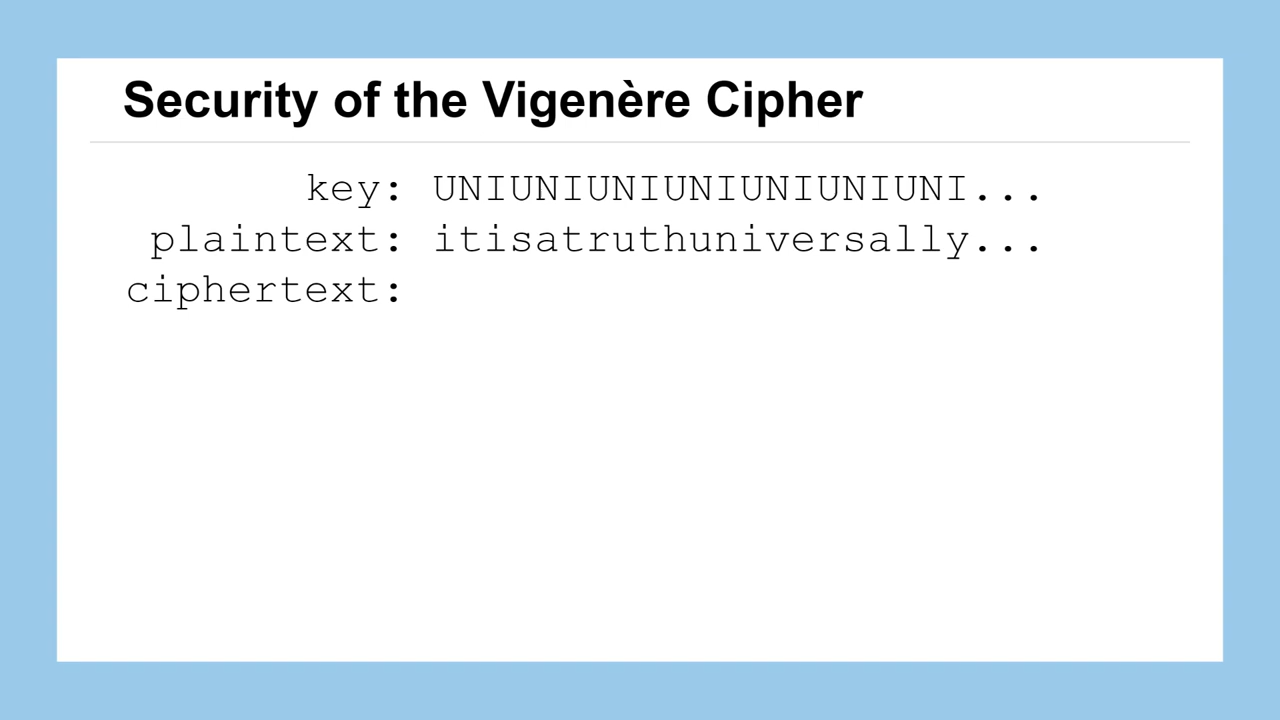 Security of the Vigenère Cipher
key: UNIUNIUNIUNIUNIUNIUNI...
plaintext: itisatruthuniversally...
ciphertext: